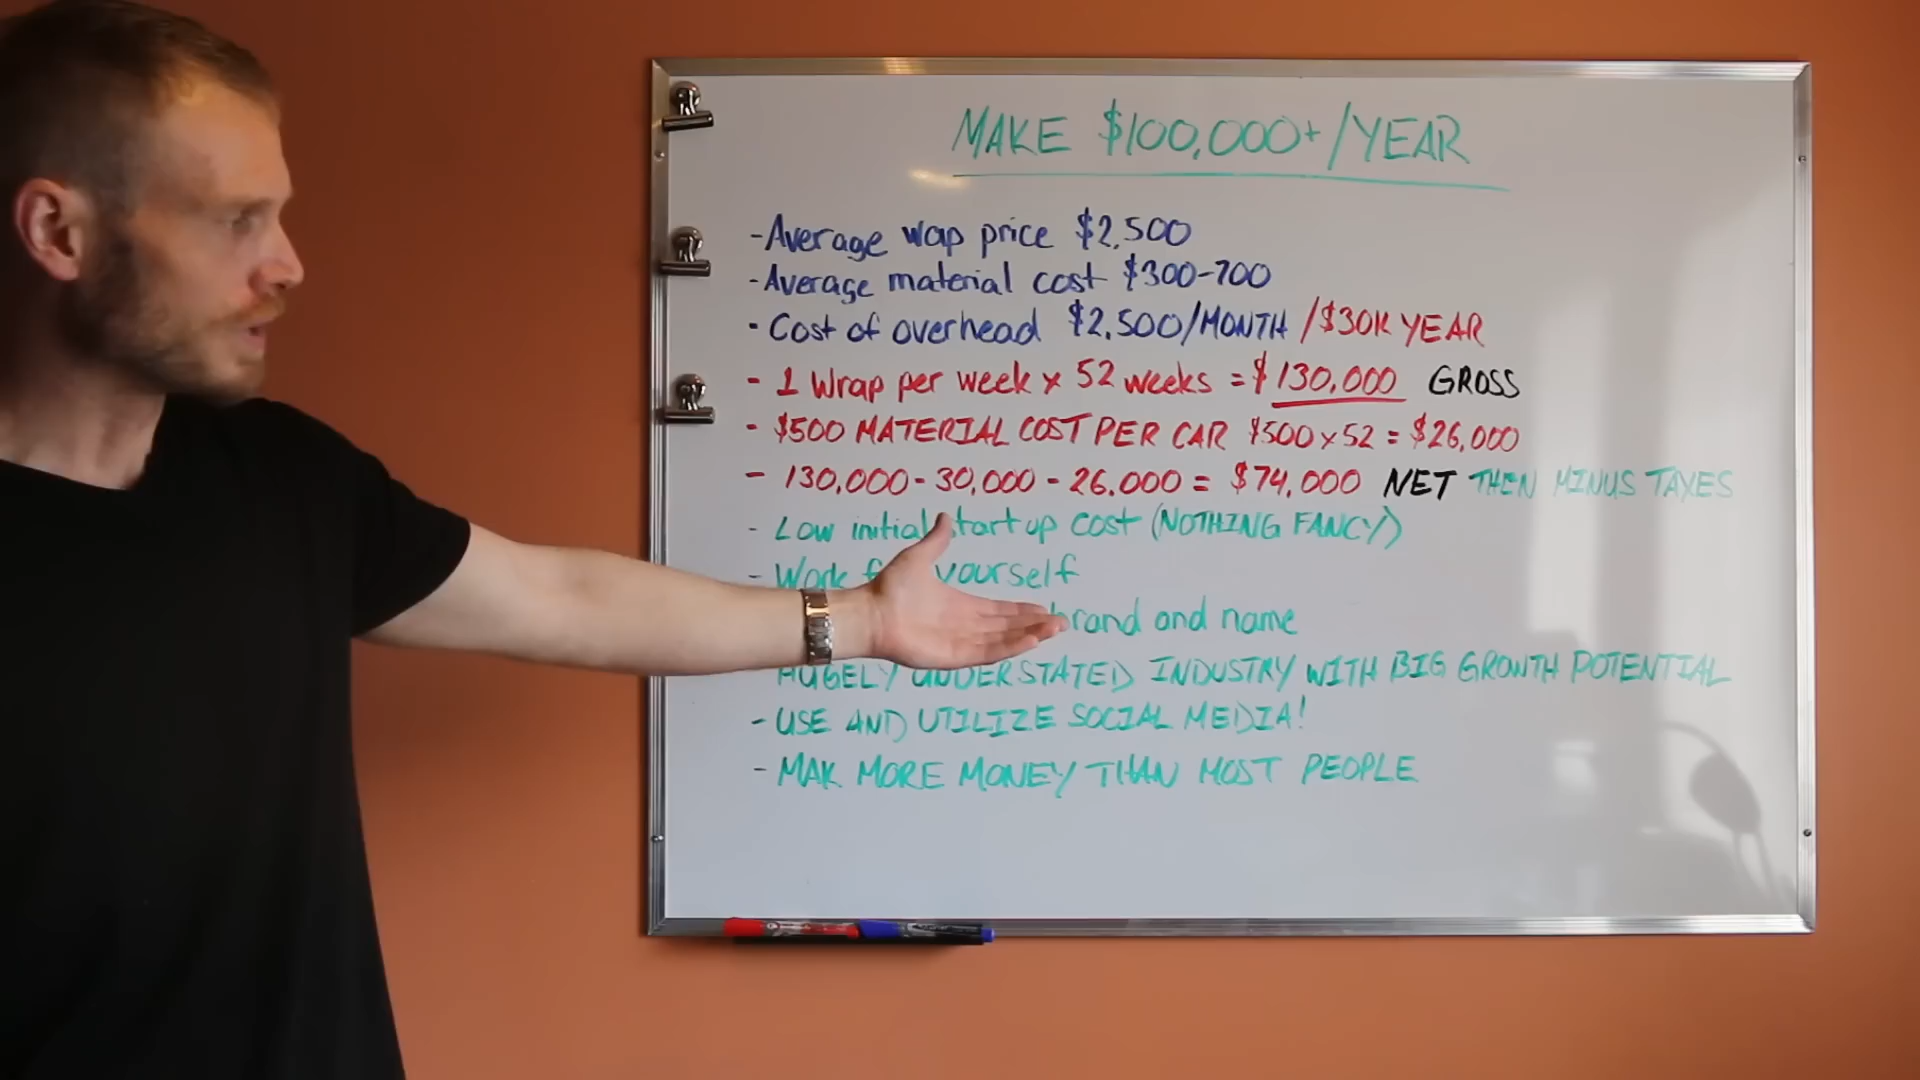 MAKE $100,000+/YEAR
- Average wap price $2,500
- Average material cost $300-700
- Cost of overhead $2,500/MONTH /$30K YEAR
- 1 Wrap per week x 52 weeks = $130,000 GROSS
- $500 MATERIAL COST PER CAR $500 x 52 = $26,000
- 130,000 - 30,000 - 26,000 = $74,000 NET THEN MINUS TAXES
- Low initial startup cost (NOTHING FANCY)
- Work yourself
brand and name
HUGELY UNDERSTATED INDUSTRY WITH BIG GROWTH POTENTIAL
- USE AND UTILIZE SOCIAL MEDIA!
- MAK MORE MONEY THAN MOST PEOPLE